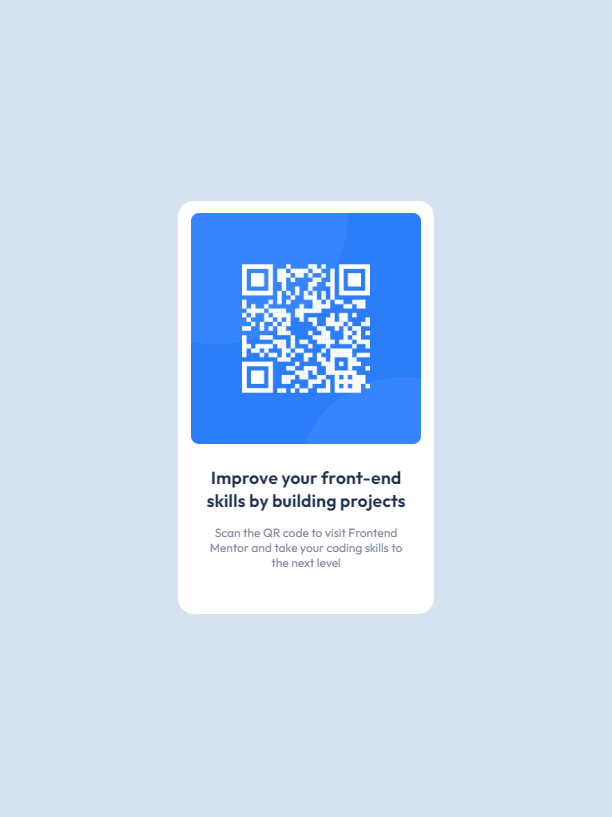 Improve your front-end
skills by building projects
Scan the QR code to visit Frontend
Mentor and take your coding skills to
the next level